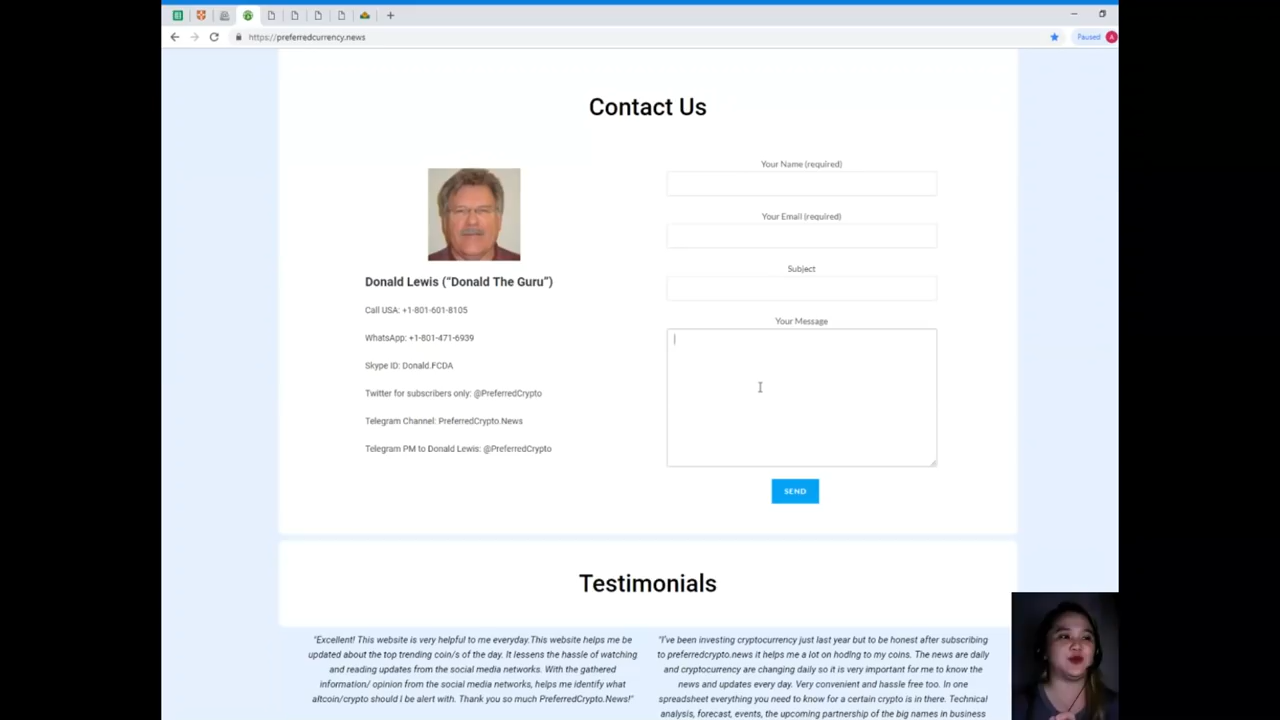 https://preferredcurrency.news
Paused
A
Contact Us
Donald Lewis ("Donald The Guru")
Call USA: +1-801-601-8105
WhatsApp: +1-801-471-6939
Skype ID: Donald.FCDA
Twitter for subscribers only: @PreferredCrypto
Telegram Channel: PreferredCrypto.News
Telegram PM to Donald Lewis: @PreferredCrypto
Your Name (required)
Your Email (required)
Subject
Your Message
SEND
Testimonials
"Excellent! This website is very helpful to me everyday.This website helps me be
updated about the top trending coin/s of the day. It lessens the hassle of watching
and reading updates from the social media networks. With the gathered
information/ opinion from the social media networks, helps me identify what
altcoin/crypto should I be alert with. Thank you so much PreferredCrypto.News!"
"I've been investing cryptocurrency just last year but to be honest after subscribing
to preferredcrypto.news it helps me a lot on hodlng to my coins. The news are daily
and cryptocurrency are changing daily so it is very important for me to know the
news and updates every day. Very convenient and hassle free too. In one
spreadsheet everything you need to know for a certain crypto is in there. Technical
analysis, forecast, events, the upcoming partnership of the big names in business